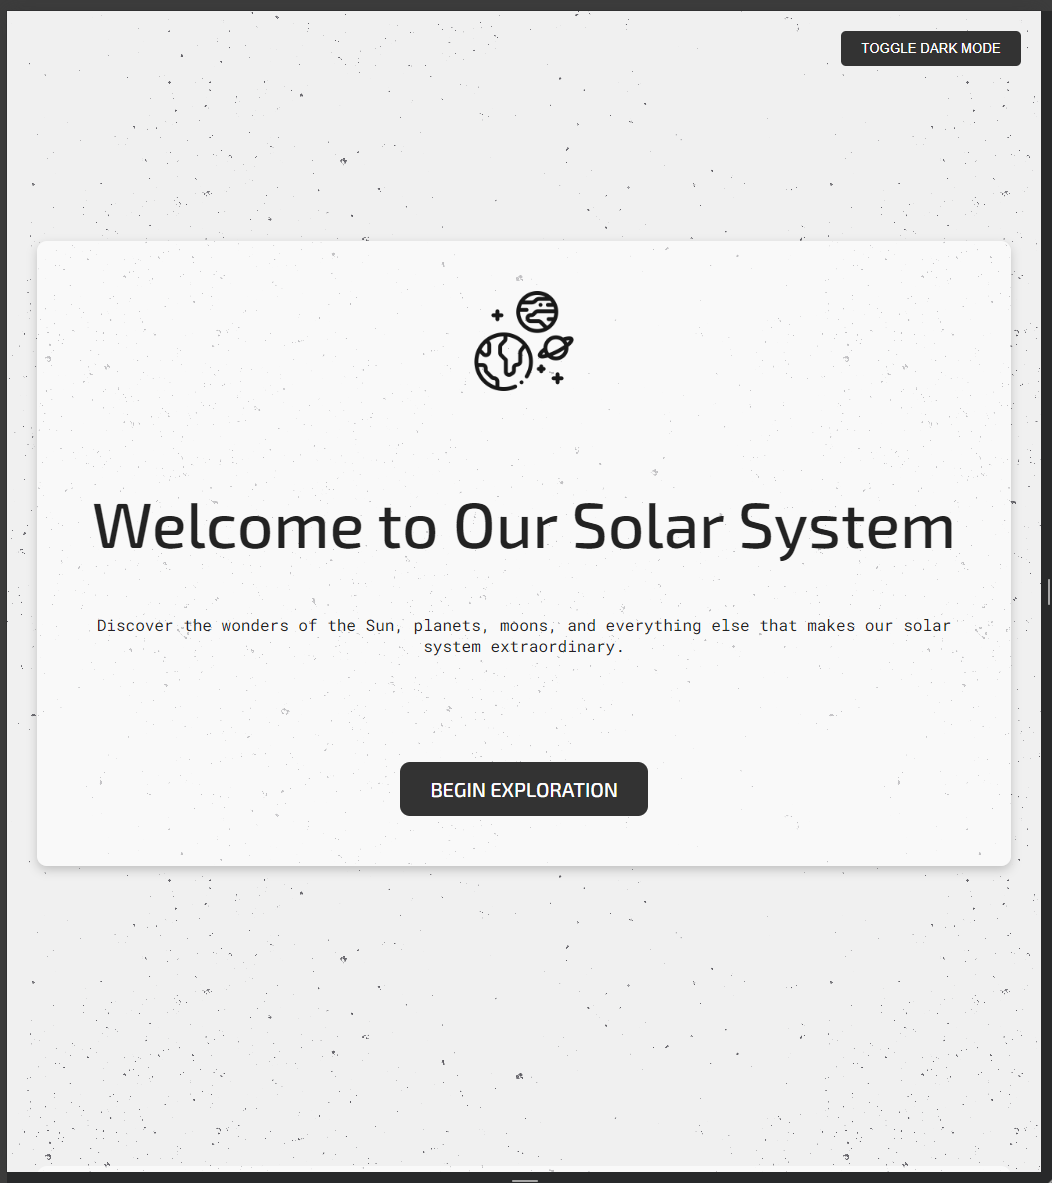 TOGGLE DARK MODE
Welcome to Our Solar System
Discover the wonders of the Sun, planets, moons, and everything else that makes our solar
system extraordinary.
BEGIN EXPLORATION